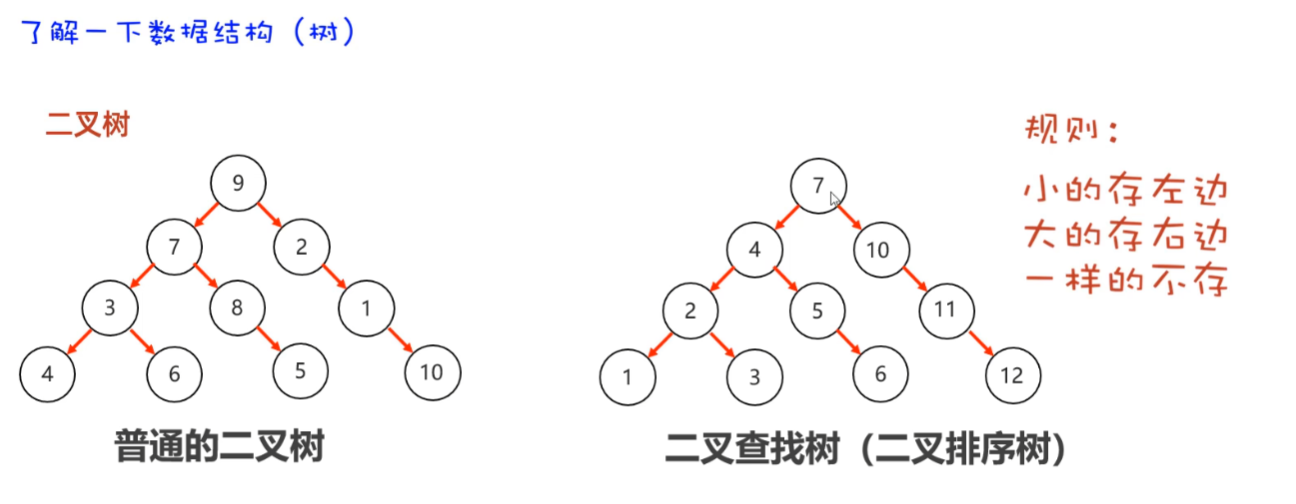 了解一下数据结构（树）
二叉树
9
7 2
3 8 1
4 6 5 10
普通的二叉树
7
4 10
2 5 11
1 3 6 12
二叉查找树（二叉排序树）
规则：
小的存左边
大的存右边
一样的不存